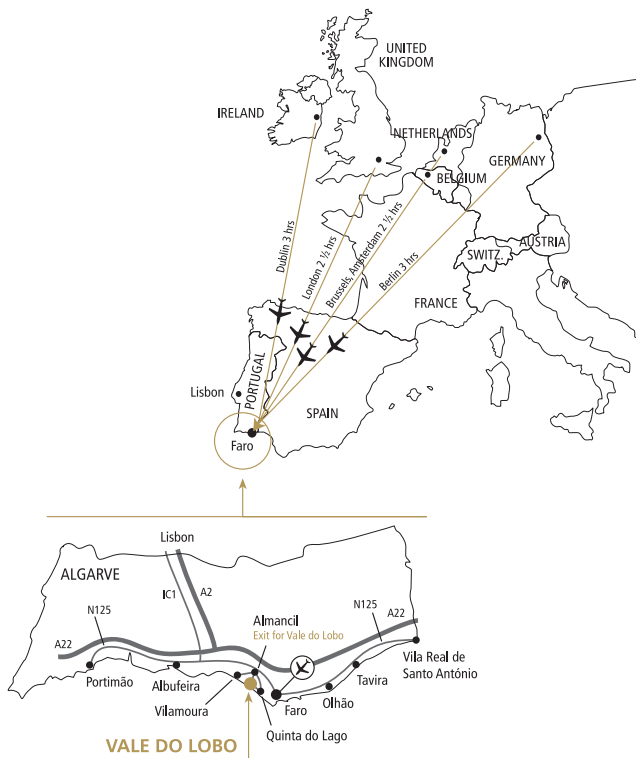 UNITED
KINGDOM
IRELAND
NETHERLANDS
GERMANY
BELGIUM
Dublin 3 hrs
London 2 ½ hrs
Brussels, Amsterdam 2 ½ hrs
Berlin 3 hrs
AUSTRIA
SWITZ.
FRANCE
PORTUGAL
Lisbon
SPAIN
Faro
Lisbon
ALGARVE
IC1
A2
N125
A22
Almancil
Exit for Vale do Lobo
N125
A22
Portimão
Albufeira
Vilamoura
Faro
Olhão
Tavira
Vila Real de
Santo António
Quinta do Lago
VALE DO LOBO